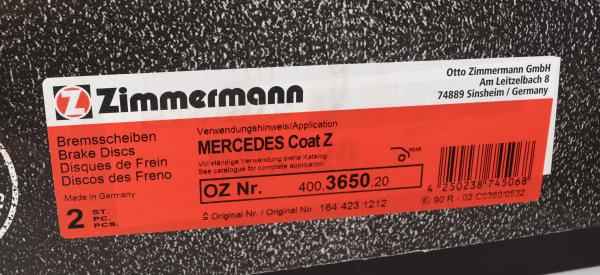 Z Zimmermann
Otto Zimmermann GmbH
Am Leitzelbach 8
74889 Sinsheim / Germany
Bremsscheiben
Brake Discs
Disques de Frein
Discos des Freno
Made in Germany
2 ST.
PC.
PCS.
Verwendungshinweis/Application
MERCEDES Coat Z
Vollständige Verwendung siehe Katalog
See catalogue for complete application
REAR
OZ Nr. 400.3650.20
≙ Original Nr. / Original No. 164 423 1212
4 250238 745068
E1 90 R - 02 C0380/0532